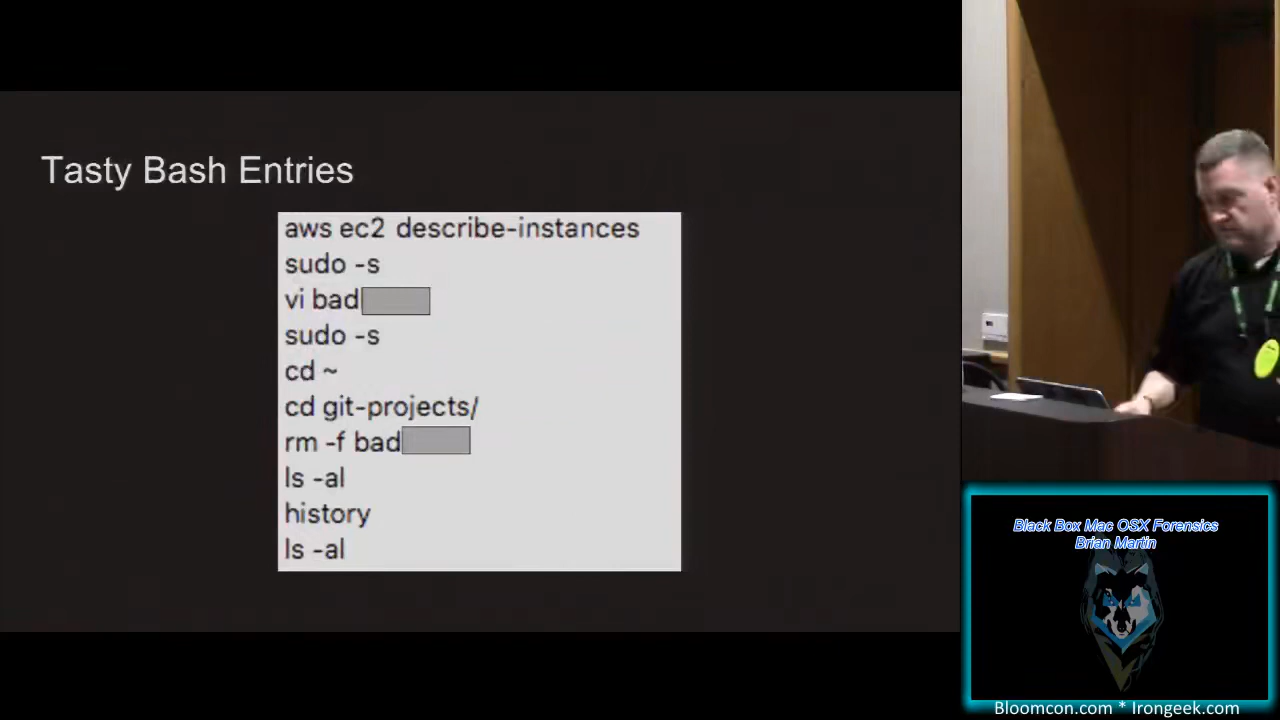 Tasty Bash Entries
aws ec2 describe-instances
sudo -s
vi bad
sudo -s
cd ~
cd git-projects/
rm -f bad
ls -al
history
ls -al
Black Box Mac OSX Forensics
Brian Martin
Bloomcon.com * Irongeek.com